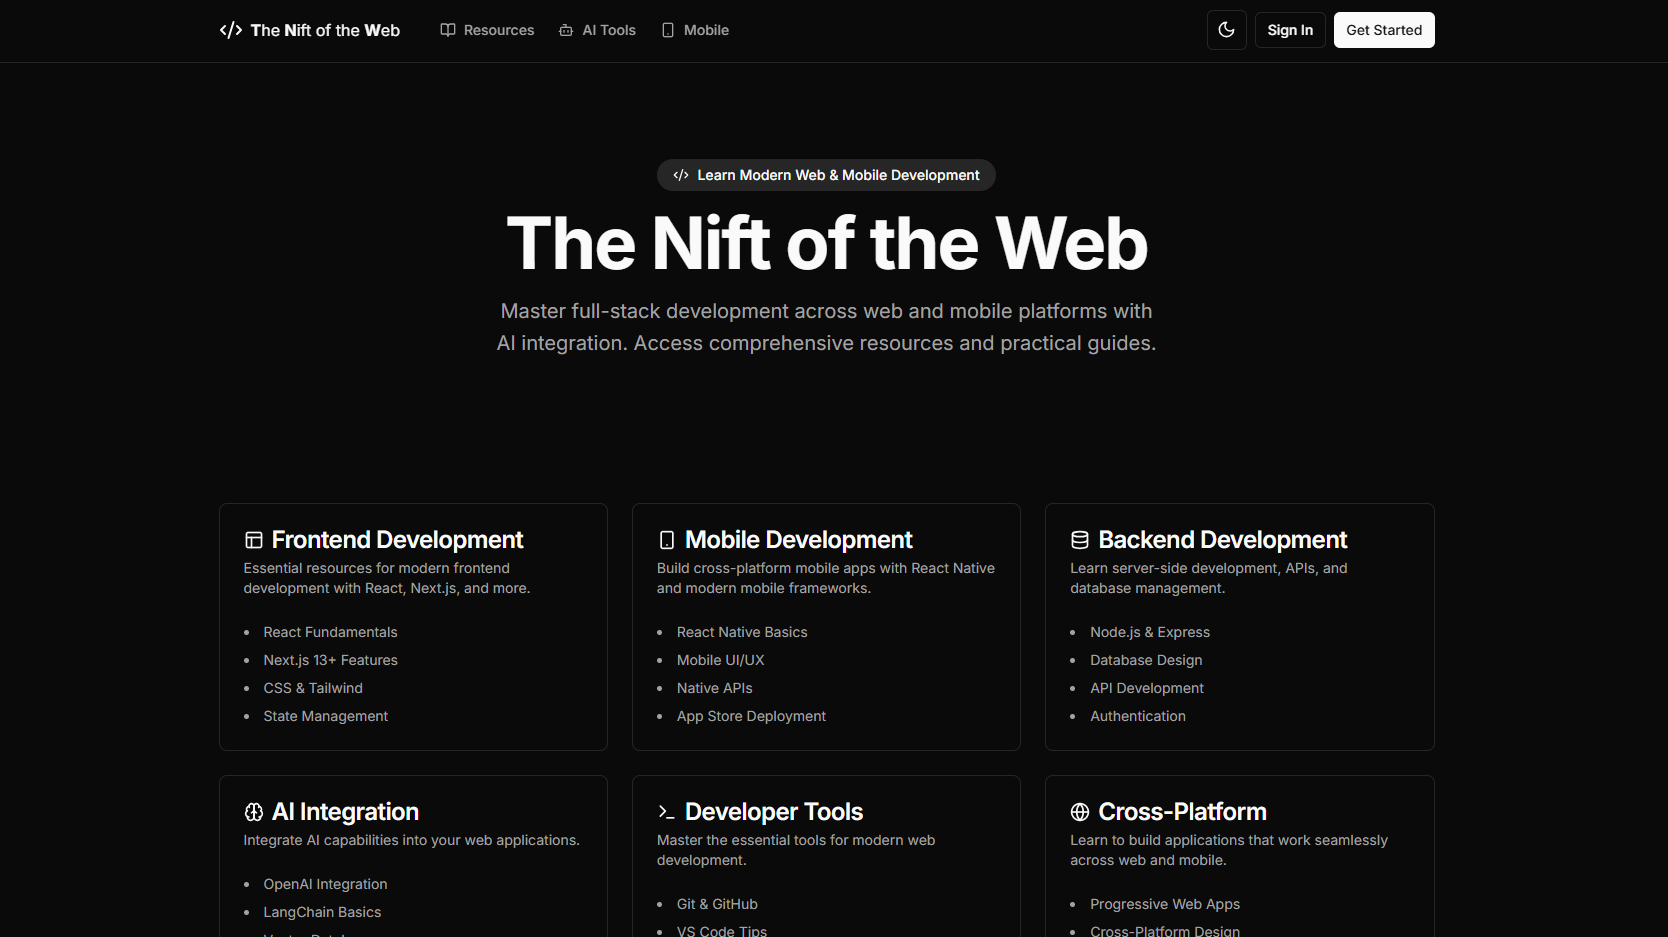 The Nift of the Web
Resources
AI Tools
Mobile
Sign In
Get Started
Learn Modern Web & Mobile Development
The Nift of the Web
Master full-stack development across web and mobile platforms with
AI integration. Access comprehensive resources and practical guides.
Frontend Development
Essential resources for modern frontend
development with React, Next.js, and more.
• React Fundamentals
• Next.js 13+ Features
• CSS & Tailwind
• State Management
Mobile Development
Build cross-platform mobile apps with React Native
and modern mobile frameworks.
• React Native Basics
• Mobile UI/UX
• Native APIs
• App Store Deployment
Backend Development
Learn server-side development, APIs, and
database management.
• Node.js & Express
• Database Design
• API Development
• Authentication
AI Integration
Integrate AI capabilities into your web applications.
• OpenAI Integration
• LangChain Basics
Developer Tools
Master the essential tools for modern web
development.
• Git & GitHub
• VS Code Tips
Cross-Platform
Learn to build applications that work seamlessly
across web and mobile.
• Progressive Web Apps
• Cross-Platform Design